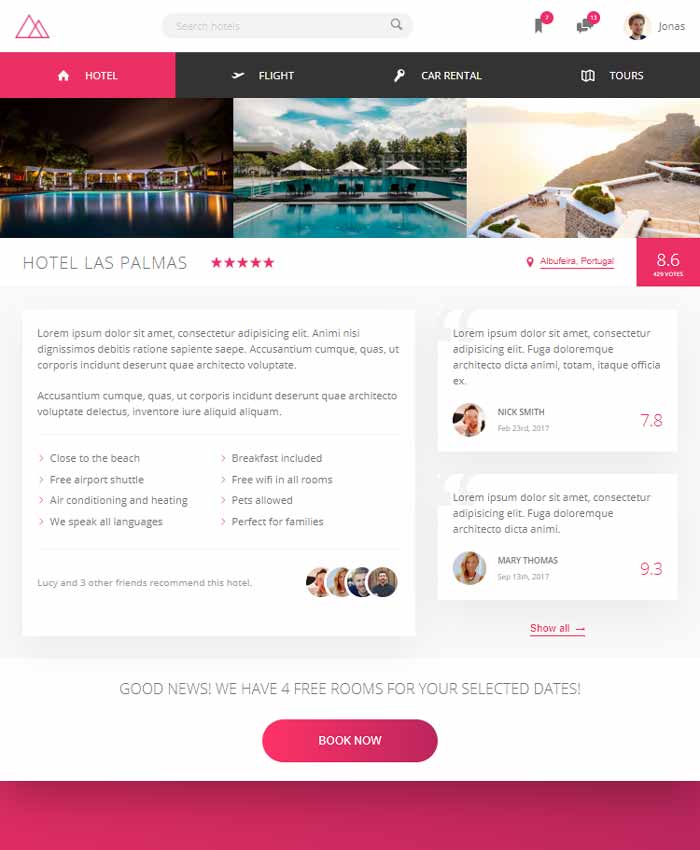 Search hotels
7
13
Jonas
HOTEL
FLIGHT
CAR RENTAL
TOURS
HOTEL LAS PALMAS
Albufeira, Portugal
8.6
429 VOTES
Lorem ipsum dolor sit amet, consectetur adipisicing elit. Animi nisi
dignissimos debitis ratione sapiente saepe. Accusantium cumque, quas, ut
corporis incidunt deserunt quae architecto voluptate.
Accusantium cumque, quas, ut corporis incidunt deserunt quae architecto
voluptate delectus, inventore iure aliquid aliquam.
Close to the beach
Free airport shuttle
Air conditioning and heating
We speak all languages
Breakfast included
Free wifi in all rooms
Pets allowed
Perfect for families
Lucy and 3 other friends recommend this hotel.
Lorem ipsum dolor sit amet, consectetur
adipisicing elit. Fuga doloremque
architecto dicta animi, totam, itaque officia
ex.
NICK SMITH
Feb 23rd, 2017
7.8
Lorem ipsum dolor sit amet, consectetur
adipisicing elit. Fuga doloremque
architecto dicta animi.
MARY THOMAS
Sep 13th, 2017
9.3
Show all →
GOOD NEWS! WE HAVE 4 FREE ROOMS FOR YOUR SELECTED DATES!
BOOK NOW